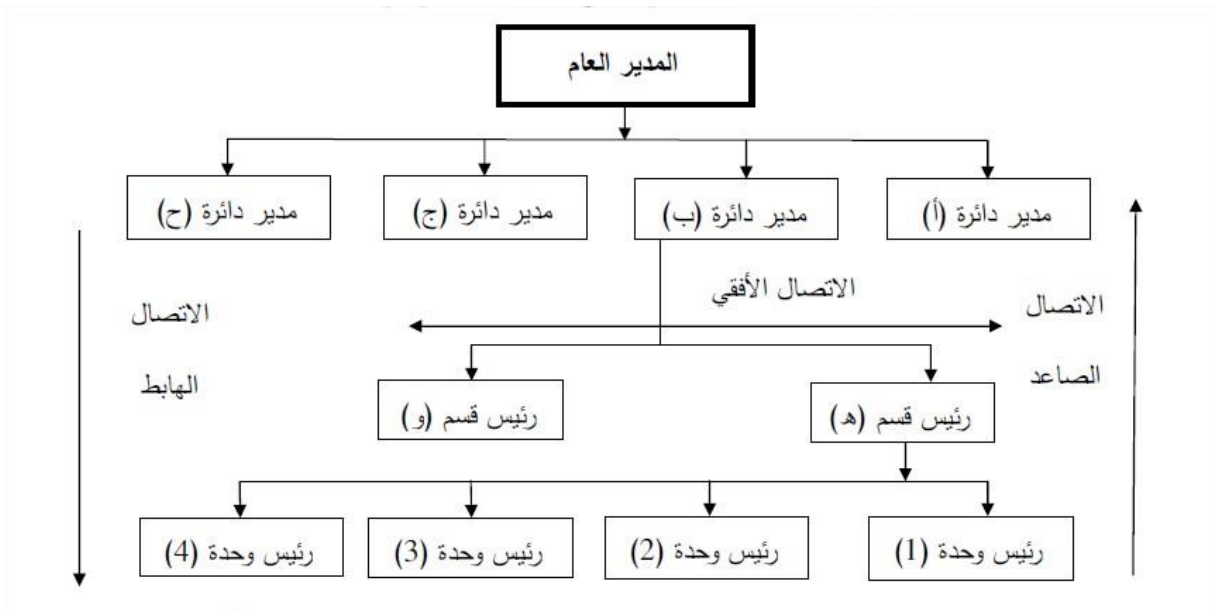 المدير العام
مدير دائرة (أ)
مدير دائرة (ب)
مدير دائرة (ج)
مدير دائرة (ح)
الاتصال الأفقي
الاتصال
الصاعد
الاتصال
الهابط
رئيس قسم (ه)
رئيس قسم (و)
رئيس وحدة (1)
رئيس وحدة (2)
رئيس وحدة (3)
رئيس وحدة (4)